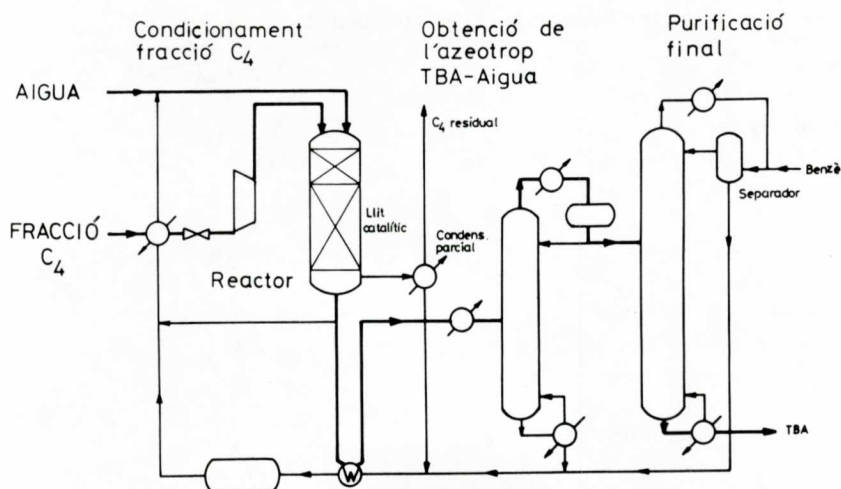 Condicionament
fracció C₄
Obtenció de
l'azeotrop
TBA-Aigua
Purificació
final
AIGUA
C₄ residual
Benzè
Separador
Llit
catalític
FRACCIÓ
C₄
Condens.
parcial
Reactor
TBA
W